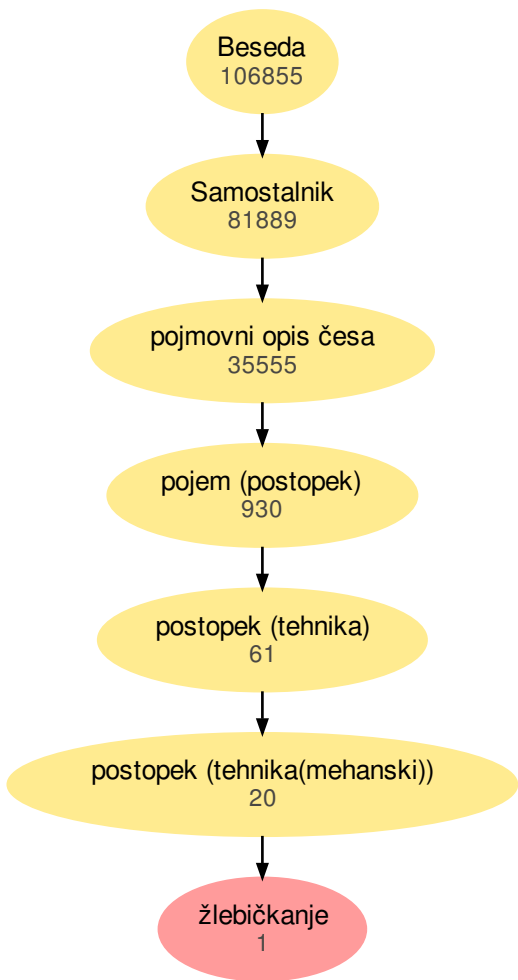 Beseda
106855
Samostalnik
81889
pojmovni opis česa
35555
pojem (postopek)
930
postopek (tehnika)
61
postopek (tehnika(mehanski))
20
žlebičkanje
1